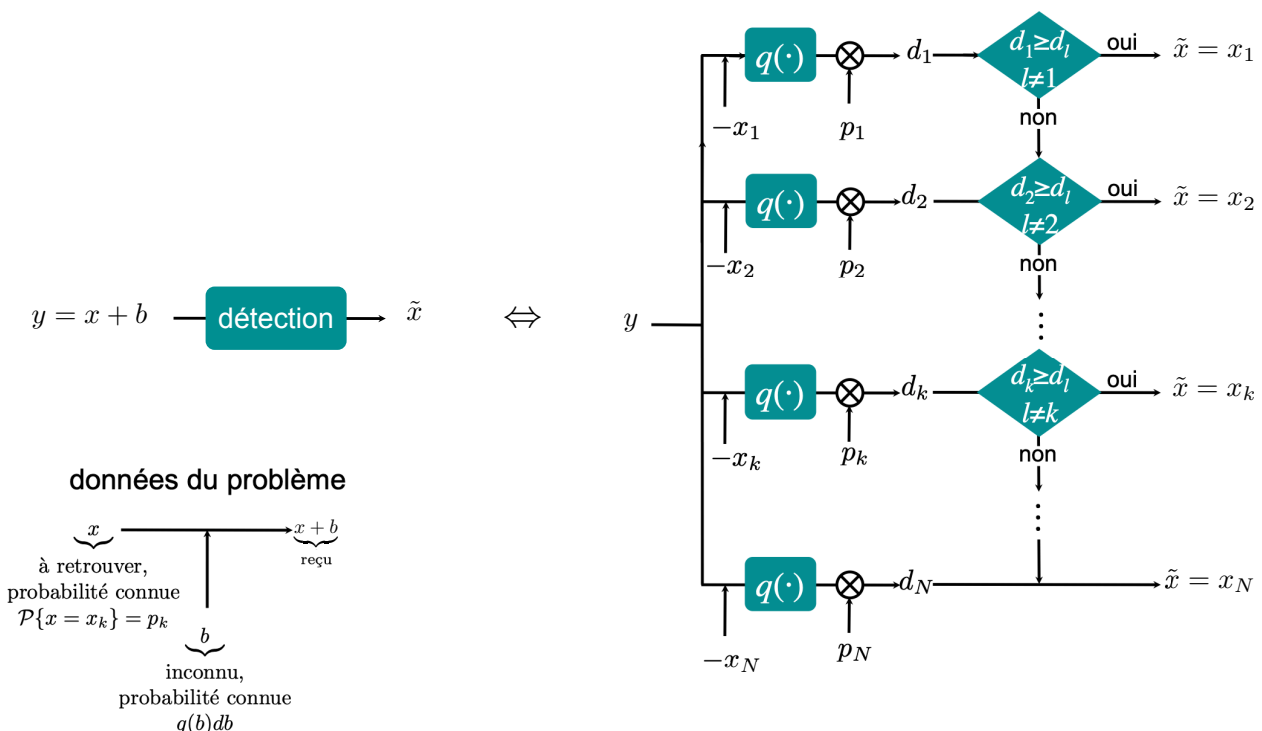 y = x + b
détection
x̃
⇔
données du problème
x
x + b
reçu
à retrouver,
probabilité connue
𝒫{x = x_k} = p_k
b
inconnu,
probabilité connue
q(b)db
y
q(·)
d_1
d_1≥d_l
l≠1
oui
x̃ = x_1
−x_1
p_1
non
q(·)
d_2
d_2≥d_l
l≠2
oui
x̃ = x_2
−x_2
p_2
non
⋮
q(·)
d_k
d_k≥d_l
l≠k
oui
x̃ = x_k
−x_k
p_k
non
⋮
q(·)
d_N
x̃ = x_N
−x_N
p_N